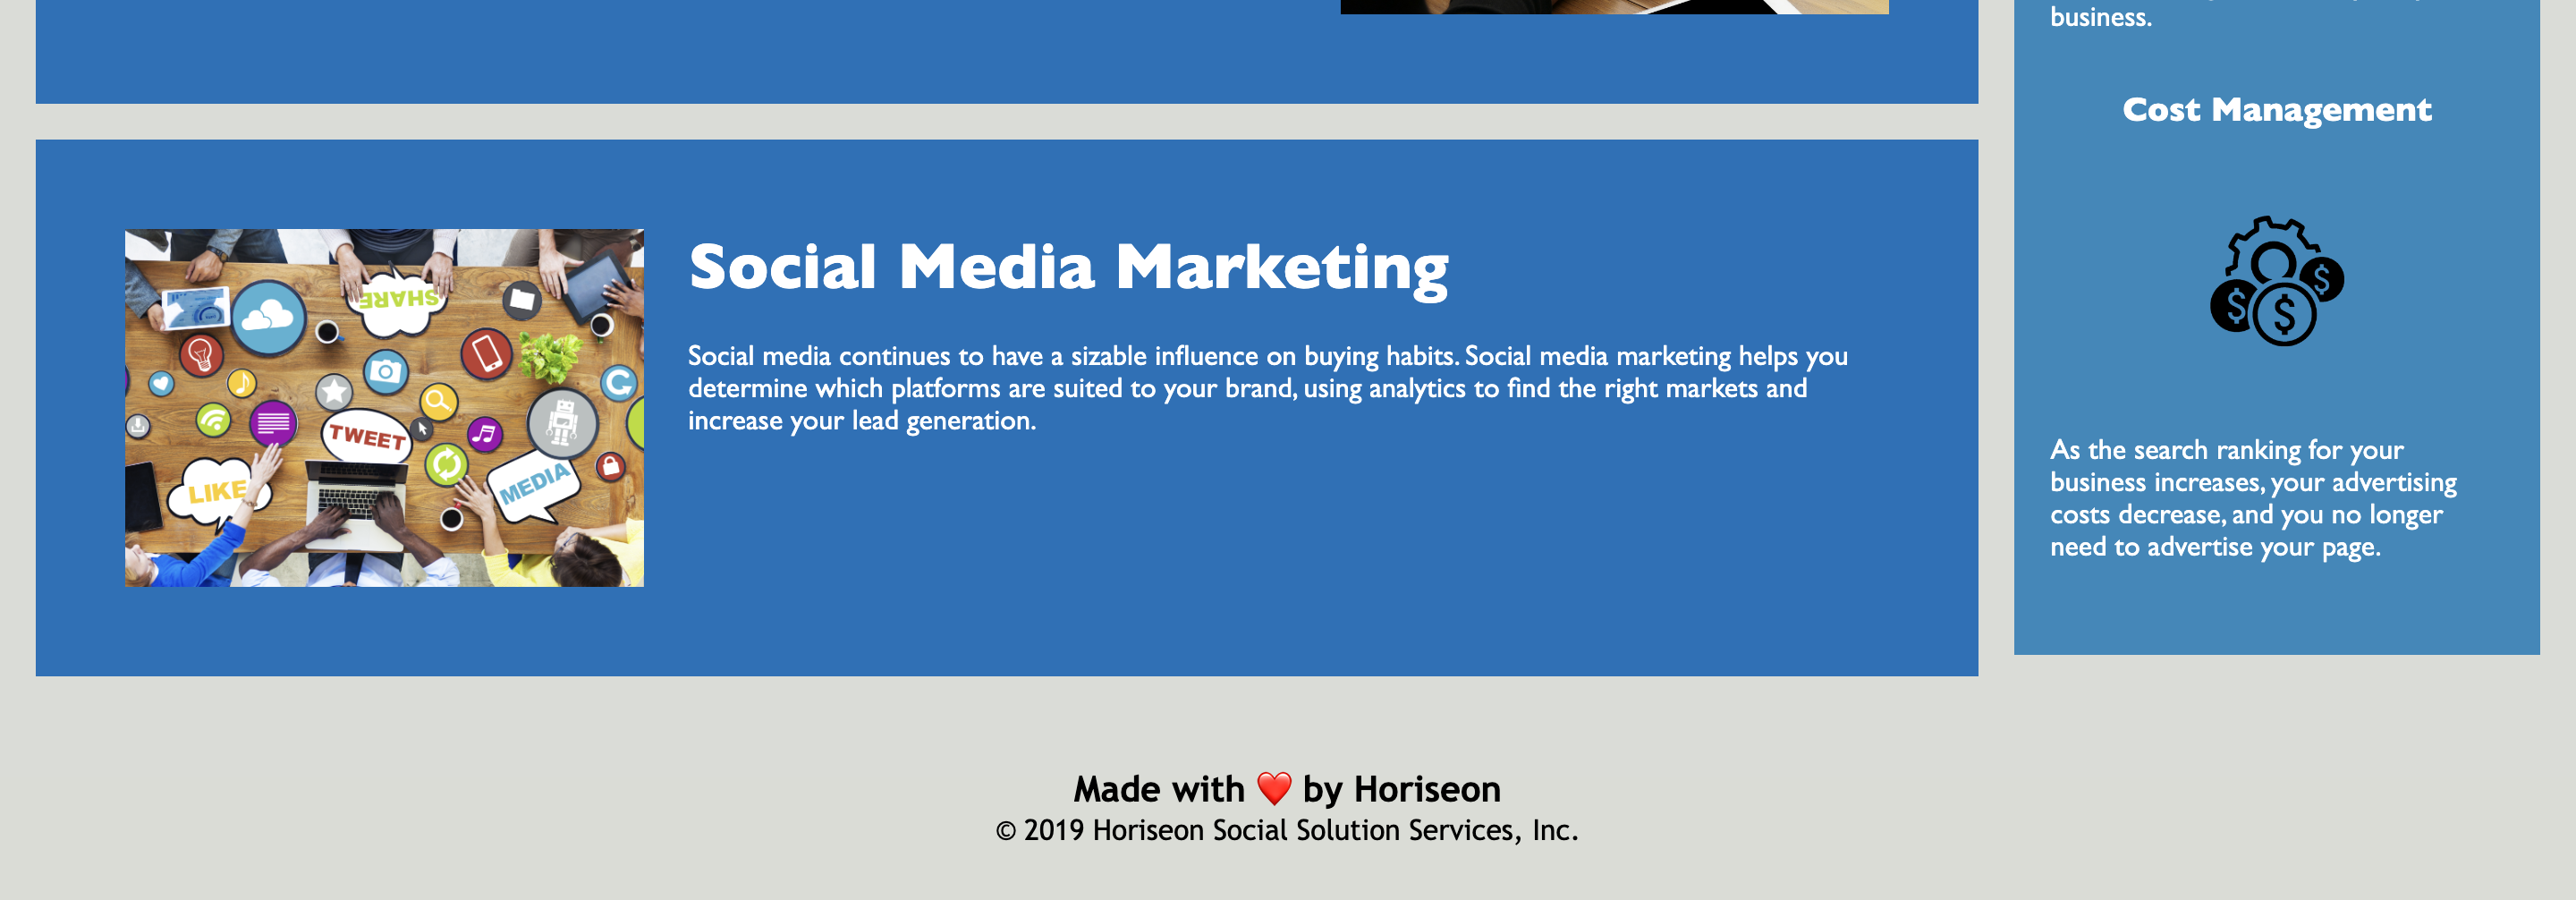 business.
Cost Management
Social Media Marketing
Social media continues to have a sizable influence on buying habits. Social media marketing helps you
determine which platforms are suited to your brand, using analytics to find the right markets and
increase your lead generation.
SHARE
TWEET
LIKE
MEDIA
$
$
$
As the search ranking for your
business increases, your advertising
costs decrease, and you no longer
need to advertise your page.
Made with ❤️ by Horiseon
© 2019 Horiseon Social Solution Services, Inc.